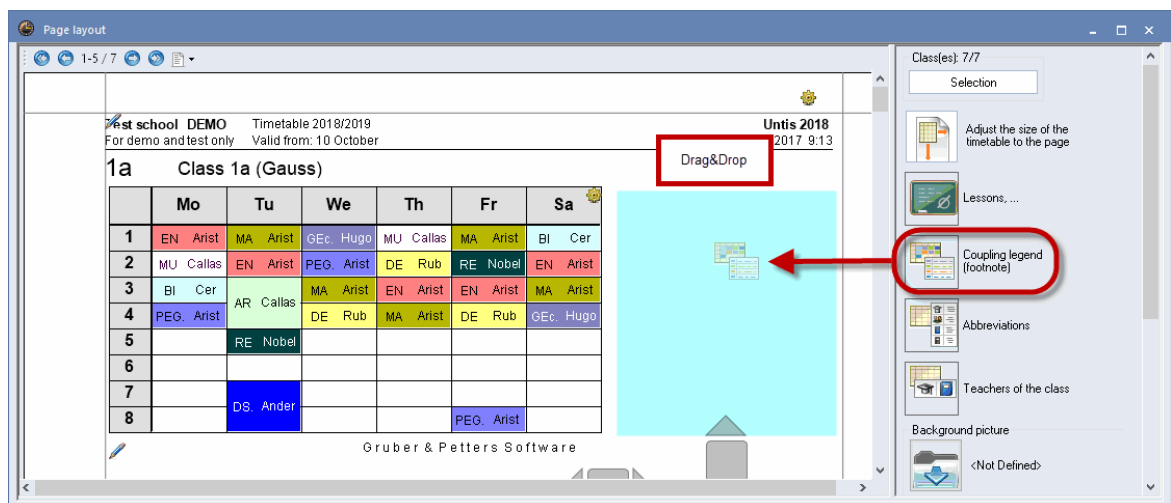 Page layout
1-5 / 7
Test school DEMO Timetable 2018/2019 Untis 2018
For demo and test only Valid from: 10 October 2017 9:13
Drag&Drop
1a Class 1a (Gauss)
Mo Tu We Th Fr Sa
1 EN Arist MA Arist GEc. Hugo MU Callas MA Arist BI Cer
2 MU Callas EN Arist PEG. Arist DE Rub RE Nobel EN Arist
3 BI Cer AR Callas MA Arist EN Arist EN Arist MA Arist
4 PEG. Arist DE Rub MA Arist DE Rub GEc. Hugo
5 RE Nobel
6
7 DS. Ander
8 PEG. Arist
Gruber & Petters Software
Class(es): 7/7
Selection
Adjust the size of the
timetable to the page
Lessons, ...
Coupling legend
(footnote)
Abbreviations
Teachers of the class
Background picture
<Not Defined>